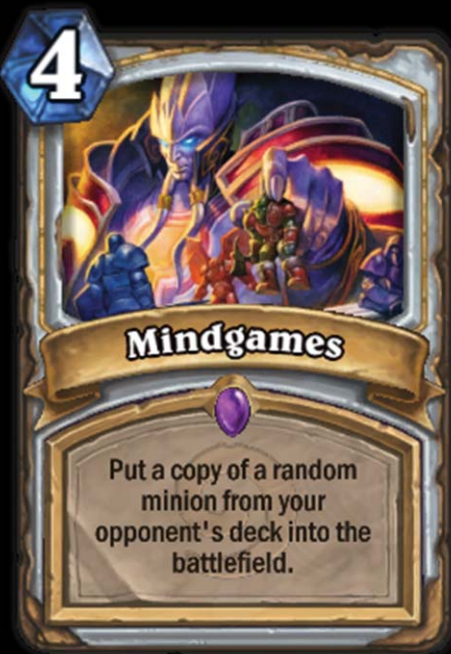 4
Mindgames
Put a copy of a random
minion from your
opponent's deck into the
battlefield.